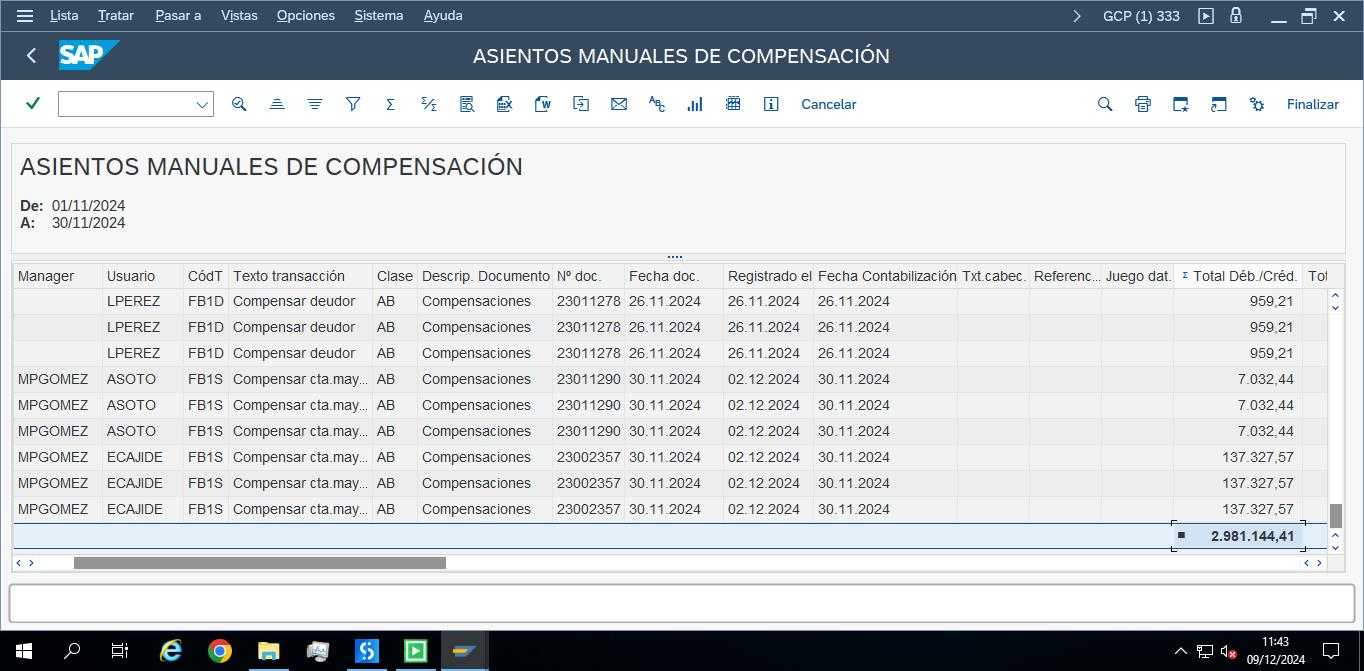 Lista Tratar Pasar a Vistas Opciones Sistema Ayuda GCP (1) 333
SAP ASIENTOS MANUALES DE COMPENSACIÓN
Cancelar Finalizar
ASIENTOS MANUALES DE COMPENSACIÓN
De: 01/11/2024
A: 30/11/2024
Manager Usuario CódT Texto transacción Clase Descrip. Documento Nº doc. Fecha doc. Registrado el Fecha Contabilización Txt.cabec. Referenc... Juego dat. Σ Total Déb./Créd. Tot
LPEREZ FB1D Compensar deudor AB Compensaciones 23011278 26.11.2024 26.11.2024 26.11.2024 959,21
LPEREZ FB1D Compensar deudor AB Compensaciones 23011278 26.11.2024 26.11.2024 26.11.2024 959,21
LPEREZ FB1D Compensar deudor AB Compensaciones 23011278 26.11.2024 26.11.2024 26.11.2024 959,21
MPGOMEZ ASOTO FB1S Compensar cta.may... AB Compensaciones 23011290 30.11.2024 02.12.2024 30.11.2024 7.032,44
MPGOMEZ ASOTO FB1S Compensar cta.may... AB Compensaciones 23011290 30.11.2024 02.12.2024 30.11.2024 7.032,44
MPGOMEZ ASOTO FB1S Compensar cta.may... AB Compensaciones 23011290 30.11.2024 02.12.2024 30.11.2024 7.032,44
MPGOMEZ ECAJIDE FB1S Compensar cta.may... AB Compensaciones 23002357 30.11.2024 02.12.2024 30.11.2024 137.327,57
MPGOMEZ ECAJIDE FB1S Compensar cta.may... AB Compensaciones 23002357 30.11.2024 02.12.2024 30.11.2024 137.327,57
MPGOMEZ ECAJIDE FB1S Compensar cta.may... AB Compensaciones 23002357 30.11.2024 02.12.2024 30.11.2024 137.327,57
2.981.144,41
11:43
09/12/2024